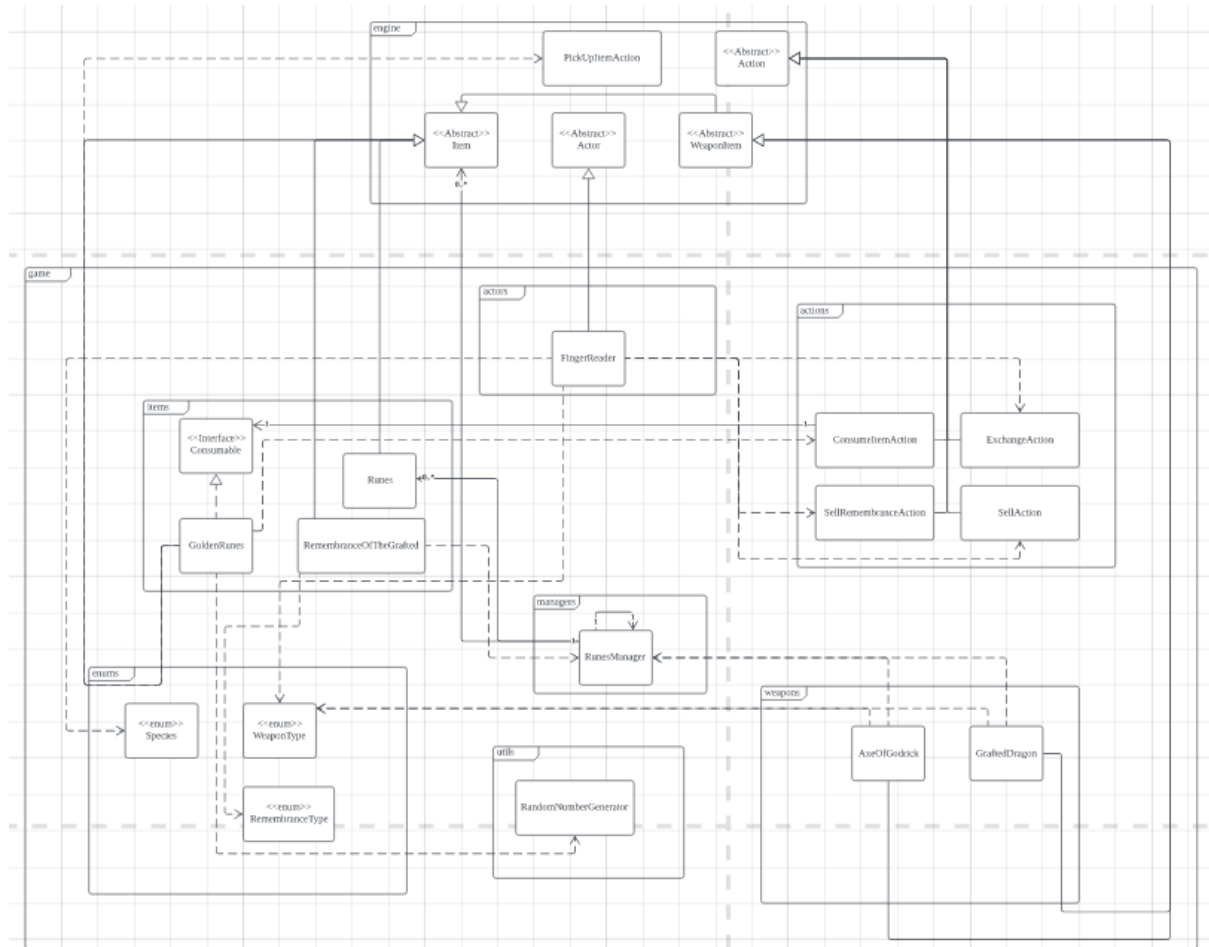 engine
PickUpItemAction
<<Abstract>>
Action
<<Abstract>>
Item
<<Abstract>>
Actor
<<Abstract>>
WeaponItem
0..*
game
actors
FingerReader
actions
items
<<Interface>>
Consumable
1
1
ConsumeItemAction
ExchangeAction
Runes
0..*
SellRemembranceAction
SellAction
GoldenRunes
RemembranceOfTheGrafted
managers
1
RunesManager
enums
<<enum>>
Species
<<enum>>
WeaponType
<<enum>>
RemembranceType
utils
RandomNumberGenerator
weapons
AxeOfGodrick
GraftedDragon